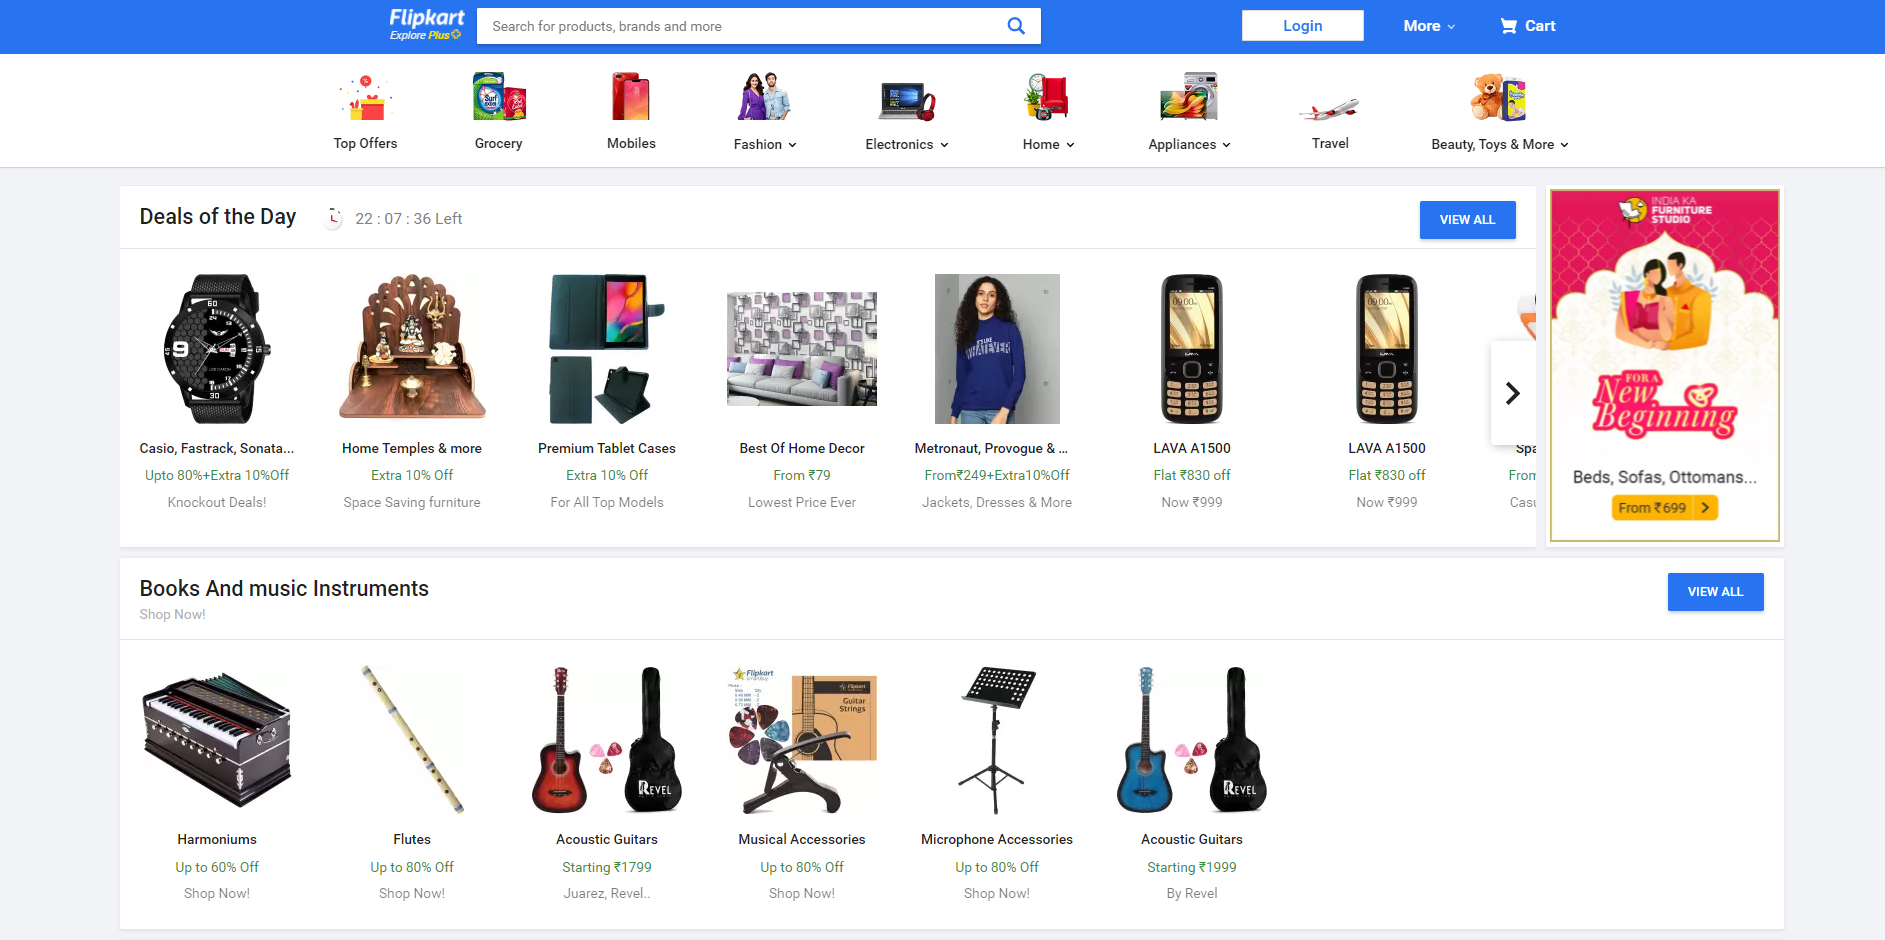 Flipkart
Explore Plus
Search for products, brands and more
Login
More
Cart
Top Offers
Grocery
Mobiles
Fashion
Electronics
Home
Appliances
Travel
Beauty, Toys & More
Deals of the Day
22 : 07 : 36 Left
VIEW ALL
Casio, Fastrack, Sonata...
Upto 80%+Extra 10%Off
Knockout Deals!
Home Temples & more
Extra 10% Off
Space Saving furniture
Premium Tablet Cases
Extra 10% Off
For All Top Models
Best Of Home Decor
From ₹79
Lowest Price Ever
IT'S LIKE
WHATEVER
Metronaut, Provogue & ...
From₹249+Extra10%Off
Jackets, Dresses & More
LAVA A1500
Flat ₹830 off
Now ₹999
LAVA A1500
Flat ₹830 off
Now ₹999
Spa
From
Casu
INDIA KA
FURNITURE
STUDIO
FOR A
New
Beginning
Beds, Sofas, Ottomans...
From ₹699
Books And music Instruments
Shop Now!
VIEW ALL
Harmoniums
Up to 60% Off
Shop Now!
Flutes
Up to 80% Off
Shop Now!
REVEL
Acoustic Guitars
Starting ₹1799
Juarez, Revel..
Flipkart
Guitar
Strings
Musical Accessories
Up to 80% Off
Shop Now!
Microphone Accessories
Up to 80% Off
Shop Now!
REVEL
Acoustic Guitars
Starting ₹1999
By Revel